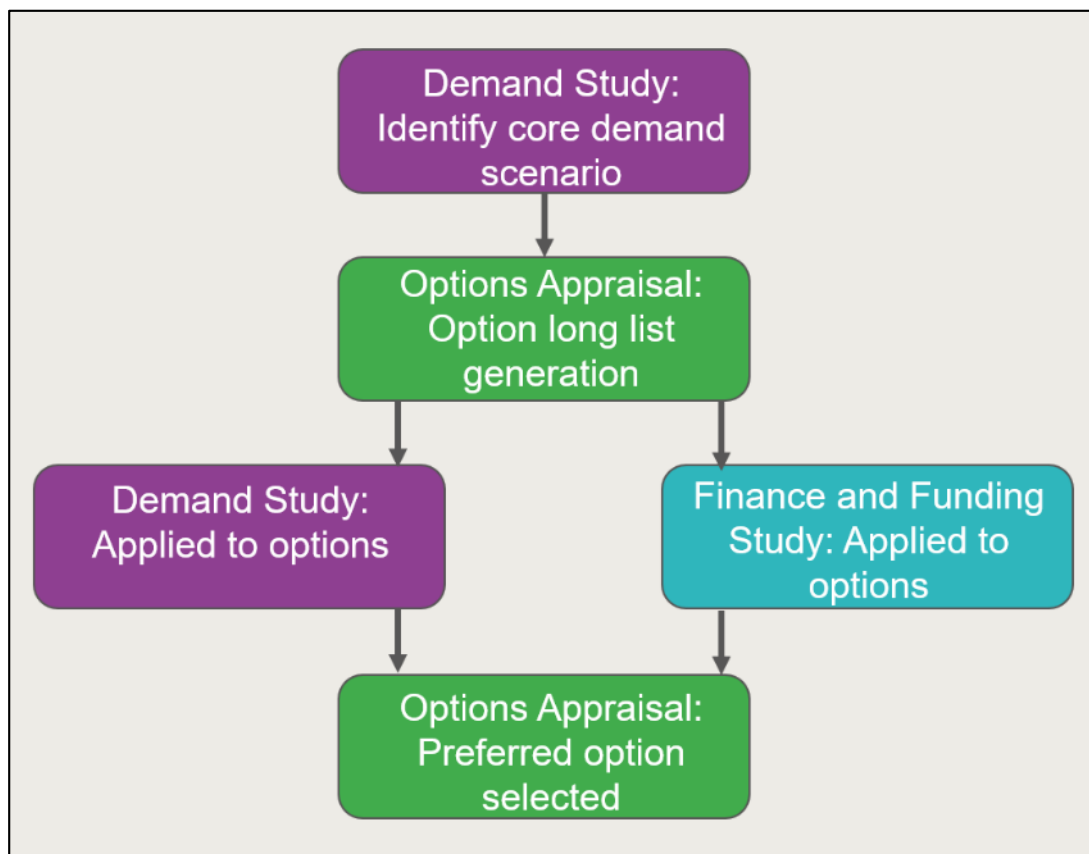 Demand Study:
Identify core demand
scenario
Options Appraisal:
Option long list
generation
Demand Study:
Applied to options
Finance and Funding
Study: Applied to
options
Options Appraisal:
Preferred option
selected